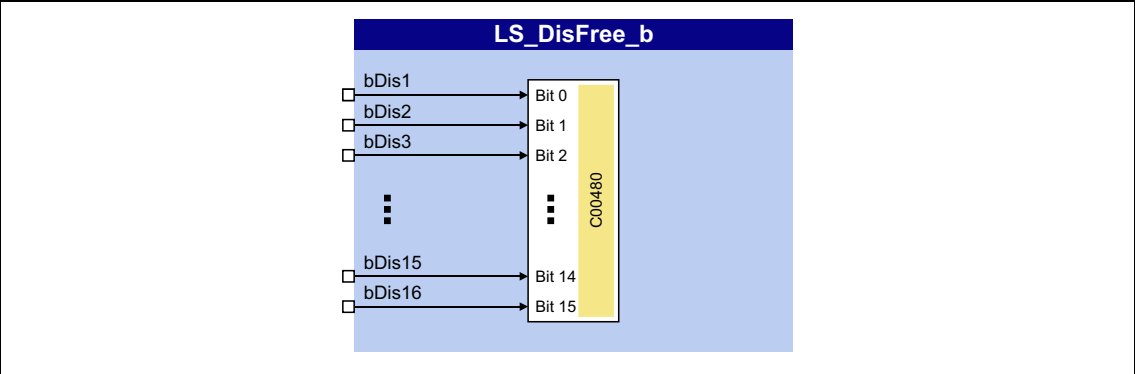 LS_DisFree_b
bDis1
Bit 0
bDis2
Bit 1
bDis3
Bit 2
C00480
bDis15
Bit 14
bDis16
Bit 15